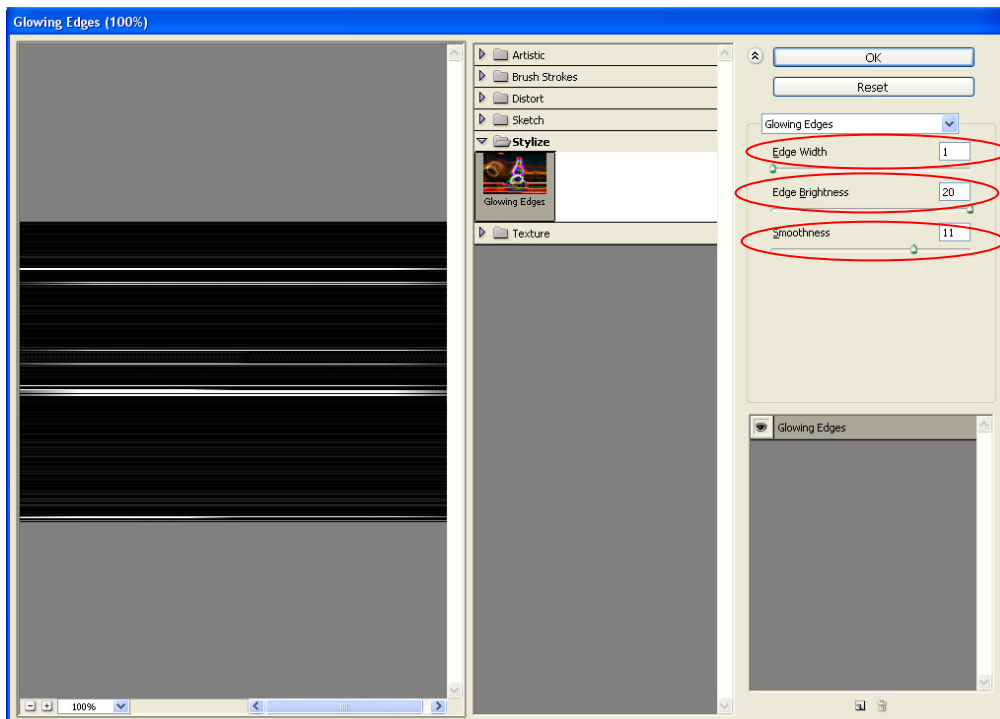 Glowing Edges (100%)
Artistic
Brush Strokes
Distort
Sketch
Stylize
Glowing Edges
Texture
OK
Reset
Glowing Edges
Edge Width 1
Edge Brightness 20
Smoothness 11
Glowing Edges
100%